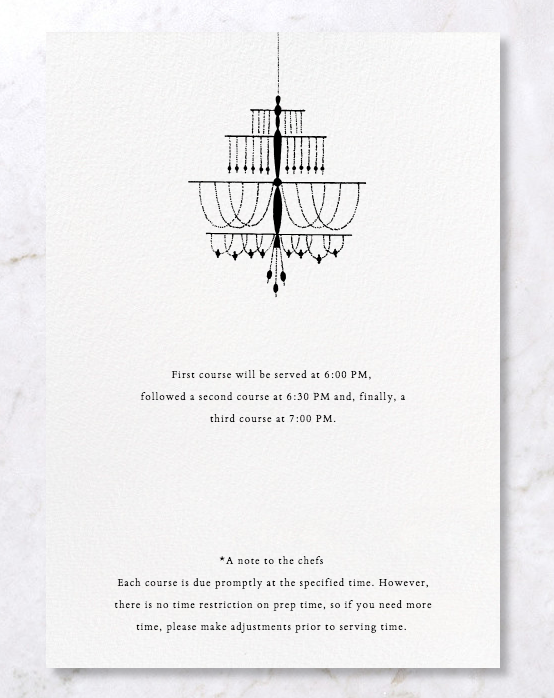 First course will be served at 6:00 PM,
followed a second course at 6:30 PM and, finally, a
third course at 7:00 PM.
*A note to the chefs
Each course is due promptly at the specified time. However,
there is no time restriction on prep time, so if you need more
time, please make adjustments prior to serving time.